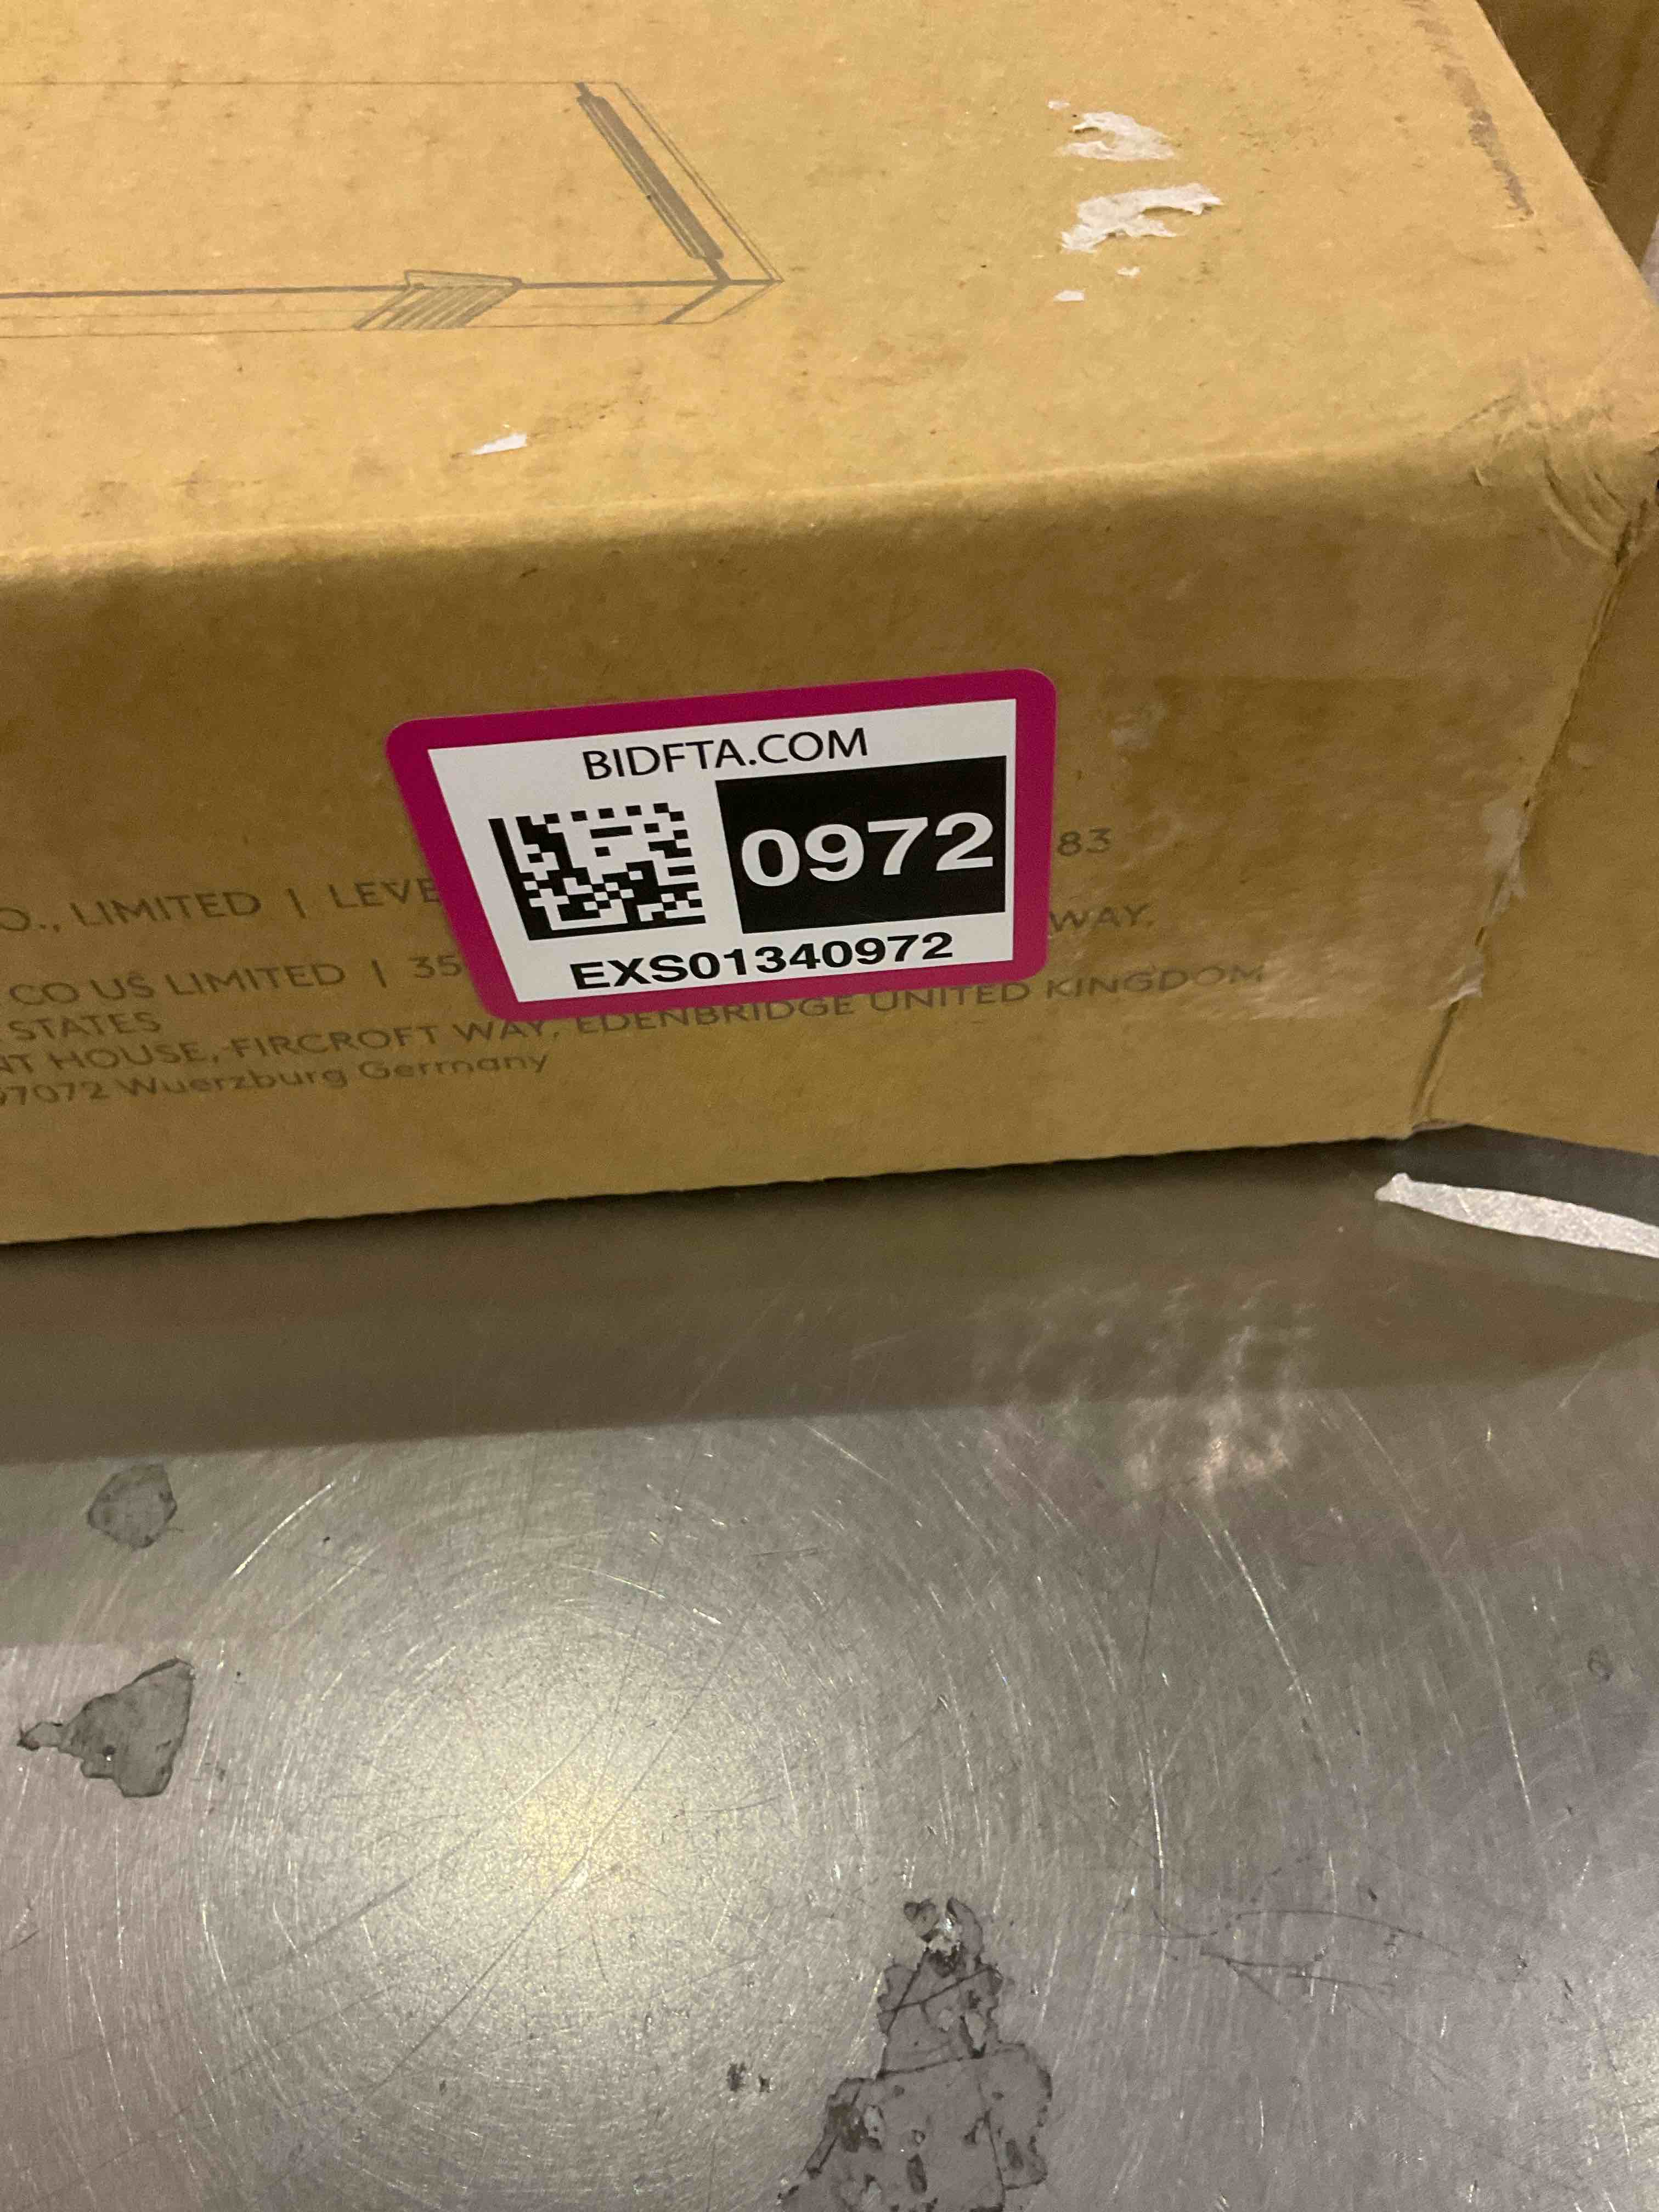 BIDFTA.COM
0972
EXS01340972
O., LIMITED | LEVE
83
CO US LIMITED | 35
WAY,
STATES
NT HOUSE, FIRCROFT WAY, EDENBRIDGE UNITED KINGDOM
97072 Wuerzburg Germany